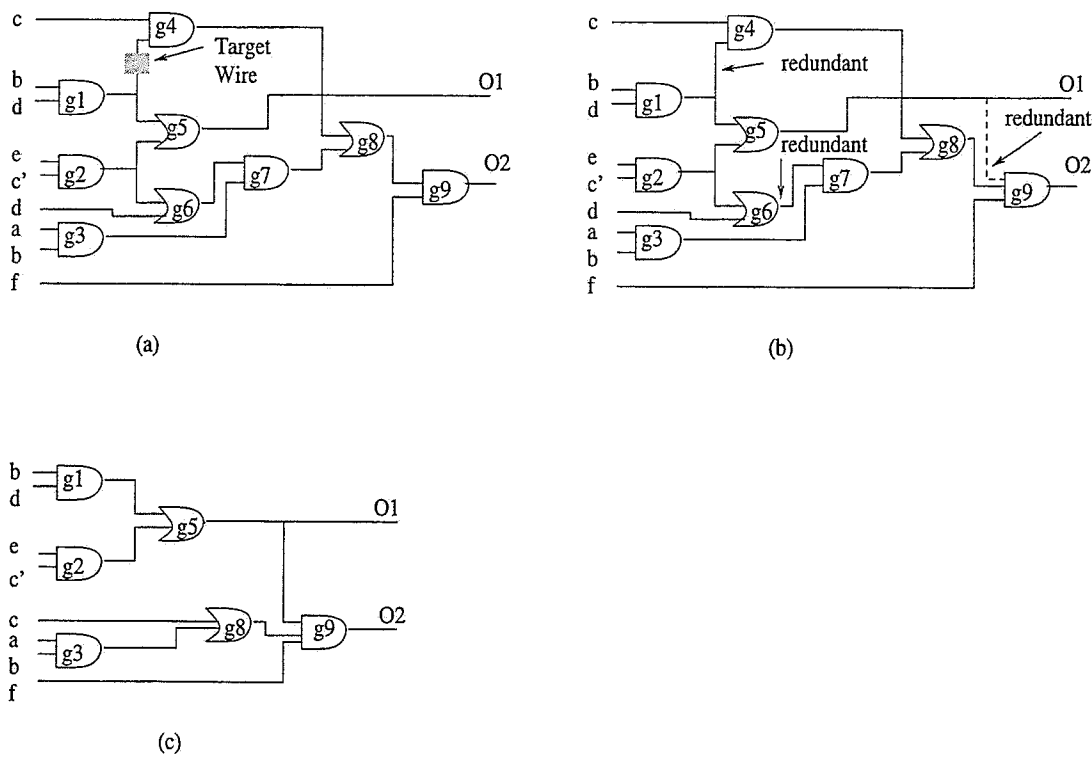 c
g4
Target
Wire
b
d
g1
O1
g5
e
c'
g2
g7
g8
O2
d
g6
g9
a
b
g3
f
(a)
c
g4
redundant
b
d
g1
O1
g5
redundant
redundant
e
c'
g2
g7
g8
O2
d
g6
g9
a
b
g3
f
(b)
b
d
g1
g5
O1
e
c'
g2
c
a
b
g3
g8
g9
O2
f
(c)